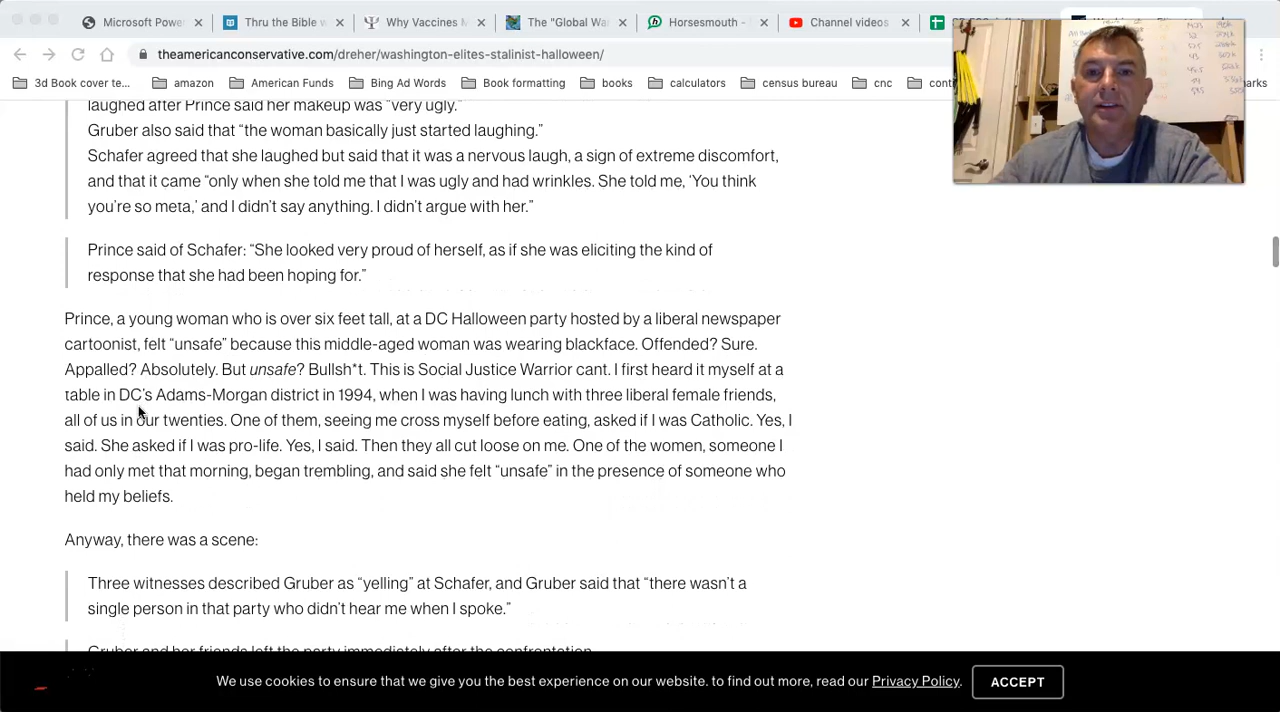 Microsoft Powe
Thru the Bible w
Why Vaccines M
The "Global Wa
Horsesmouth -
Channel videos
theamericanconservative.com/dreher/washington-elites-stalinist-halloween/
3d Book cover te...
amazon
American Funds
Bing Ad Words
Book formatting
books
calculators
census bureau
cnc
laughed after Prince said her makeup was “very ugly.”
Gruber also said that “the woman basically just started laughing.”
Schafer agreed that she laughed but said that it was a nervous laugh, a sign of extreme discomfort,
and that it came “only when she told me that I was ugly and had wrinkles. She told me, ‘You think
you’re so meta,’ and I didn’t say anything. I didn’t argue with her.”
Prince said of Schafer: “She looked very proud of herself, as if she was eliciting the kind of
response that she had been hoping for.”
Prince, a young woman who is over six feet tall, at a DC Halloween party hosted by a liberal newspaper
cartoonist, felt “unsafe” because this middle-aged woman was wearing blackface. Offended? Sure.
Appalled? Absolutely. But unsafe? Bullsh*t. This is Social Justice Warrior cant. I first heard it myself at a
table in DC’s Adams-Morgan district in 1994, when I was having lunch with three liberal female friends,
all of us in our twenties. One of them, seeing me cross myself before eating, asked if I was Catholic. Yes, I
said. She asked if I was pro-life. Yes, I said. Then they all cut loose on me. One of the women, someone I
had only met that morning, began trembling, and said she felt “unsafe” in the presence of someone who
held my beliefs.
Anyway, there was a scene:
Three witnesses described Gruber as “yelling” at Schafer, and Gruber said that “there wasn’t a
single person in that party who didn’t hear me when I spoke.”
Gruber and her friends left the party immediately after the confrontation.
We use cookies to ensure that we give you the best experience on our website. to find out more, read our Privacy Policy.
ACCEPT